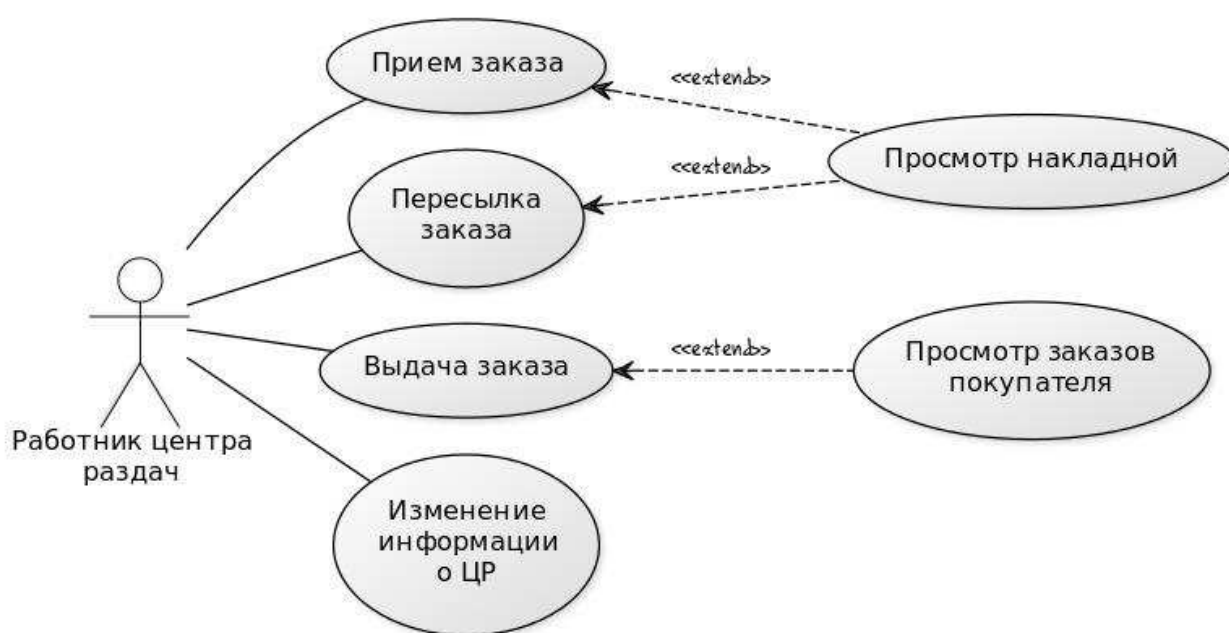 Прием заказа
<<extend>>
Просмотр накладной
<<extend>>
Пересылка
заказа
Выдача заказа
<<extend>>
Просмотр заказов
покупателя
Работник центра
раздач
Изменение
информации
о ЦР